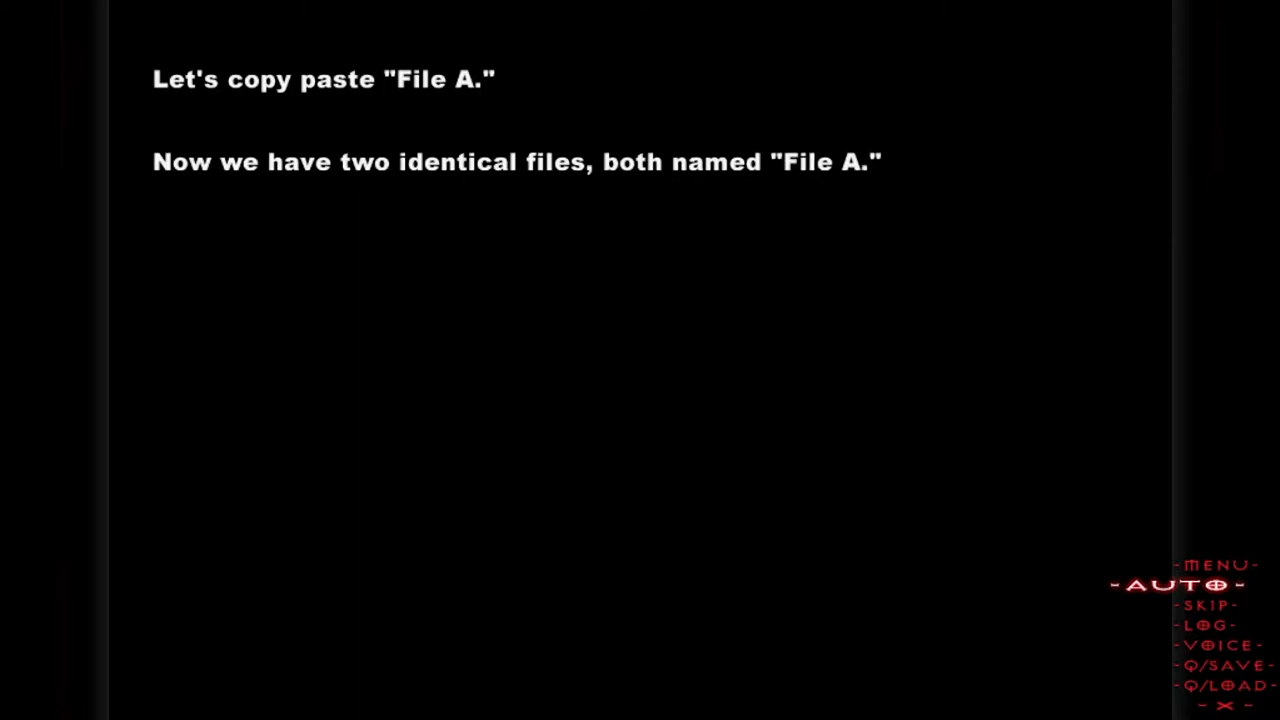 Let's copy paste "File A."
Now we have two identical files, both named "File A."
-MENU-
-AUTO-
-SKIP-
-LOG-
-VOICE-
-Q/SAVE-
-Q/LOAD-
-X-